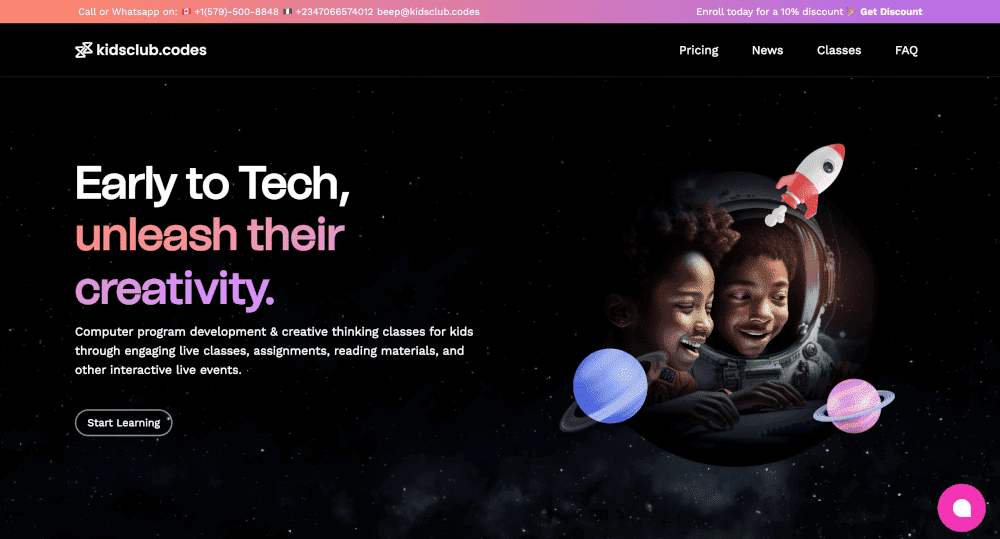 Call or Whatsapp on: 🇨🇦 +1(579)-500-8848 🇳🇬 +2347066574012 beep@kidsclub.codes
Enroll today for a 10% discount 🎉 Get Discount
kidsclub.codes
Pricing News Classes FAQ
Early to Tech,
unleash their
creativity.
Computer program development & creative thinking classes for kids
through engaging live classes, assignments, reading materials, and
other interactive live events.
Start Learning